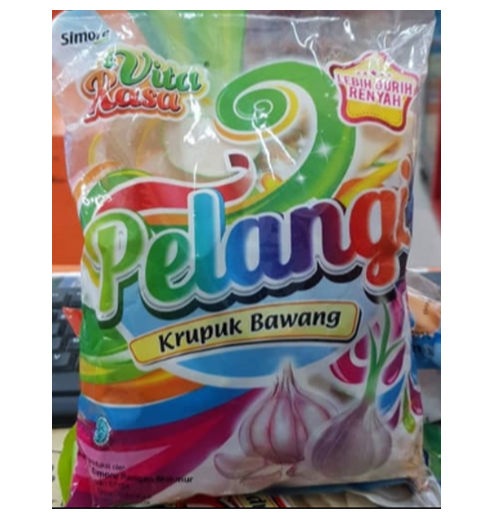 Simore
Vita
Rasa
LEBIH GURIH
RENYAH
Pelangi
Krupuk Bawang